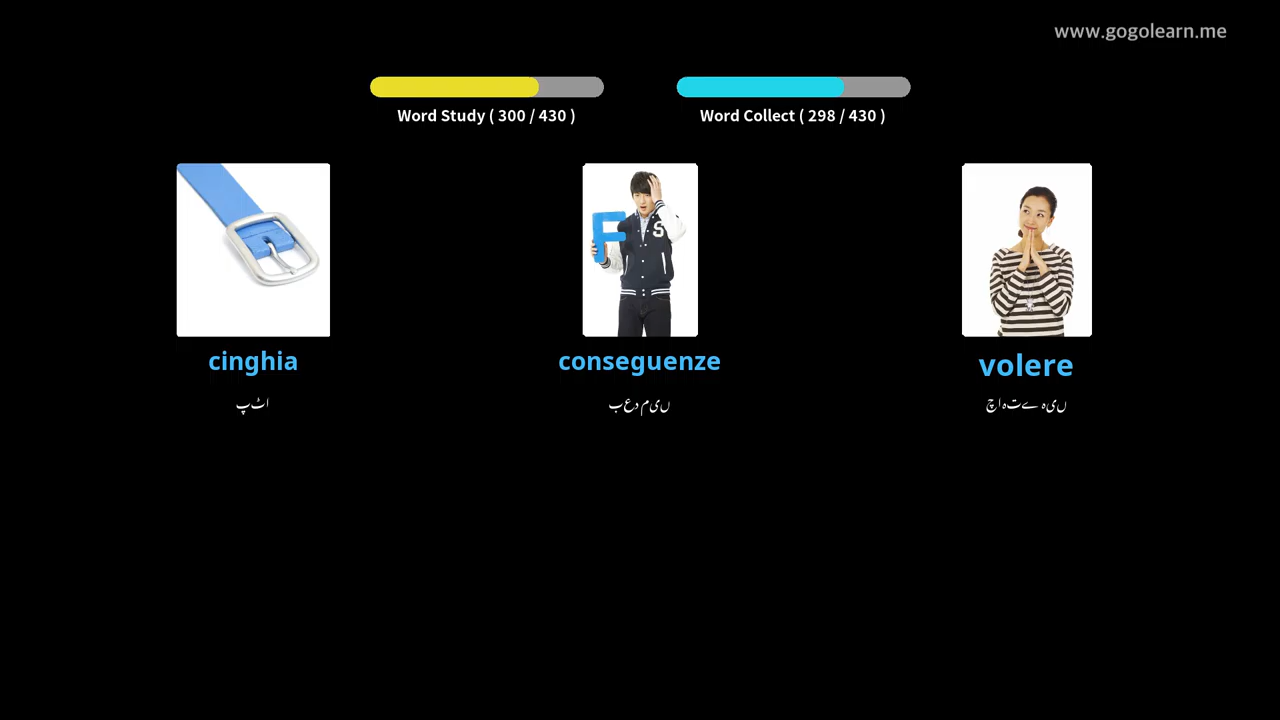 www.gogolearn.me
Word Study ( 300 / 430 ) Word Collect ( 298 / 430 )
cinghia conseguenze volere
پٹا بعد میں چاہتے ہیں